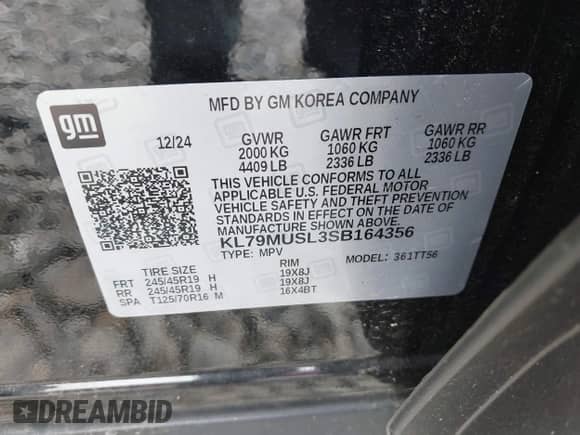 gm
MFD BY GM KOREA COMPANY
12/24 GVWR GAWR FRT GAWR RR
2000 KG 1060 KG 1060 KG
4409 LB 2336 LB 2336 LB
THIS VEHICLE CONFORMS TO ALL
APPLICABLE U.S. FEDERAL MOTOR
VEHICLE SAFETY AND THEFT PREVENTION
STANDARDS IN EFFECT ON THE DATE OF
MANUFACTURE SHOWN ABOVE.
KL79MUSL3SB164356
TYPE: MPV MODEL: 361TT56
TIRE SIZE RIM
FRT 245/45R19 H 19X8J
RR 245/45R19 H 19X8J
SPA T125/70R16 M 16X4BT
DREAMBID